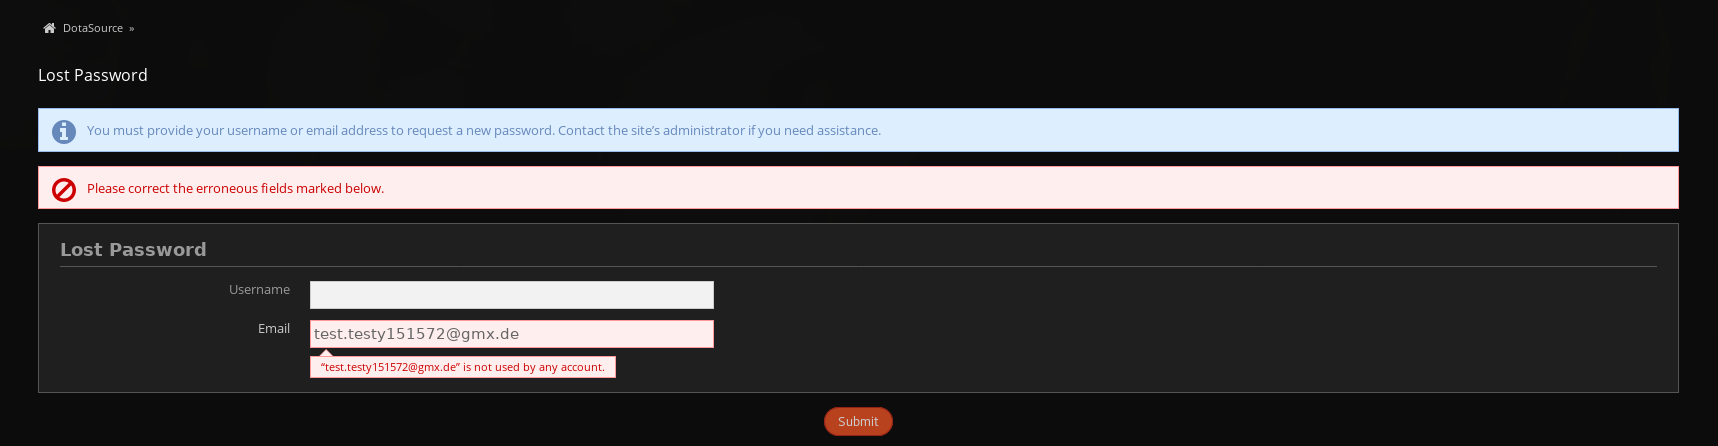 DotaSource »
Lost Password
You must provide your username or email address to request a new password. Contact the site’s administrator if you need assistance.
Please correct the erroneous fields marked below.
Lost Password
Username
Email
test.testy151572@gmx.de
“test.testy151572@gmx.de” is not used by any account.
Submit